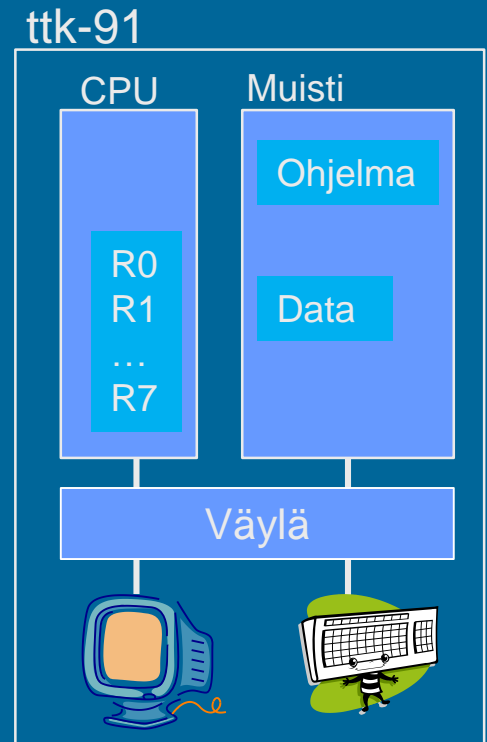 ttk-91
CPU
Muisti
Ohjelma
R0
R1
…
R7
Data
Väylä